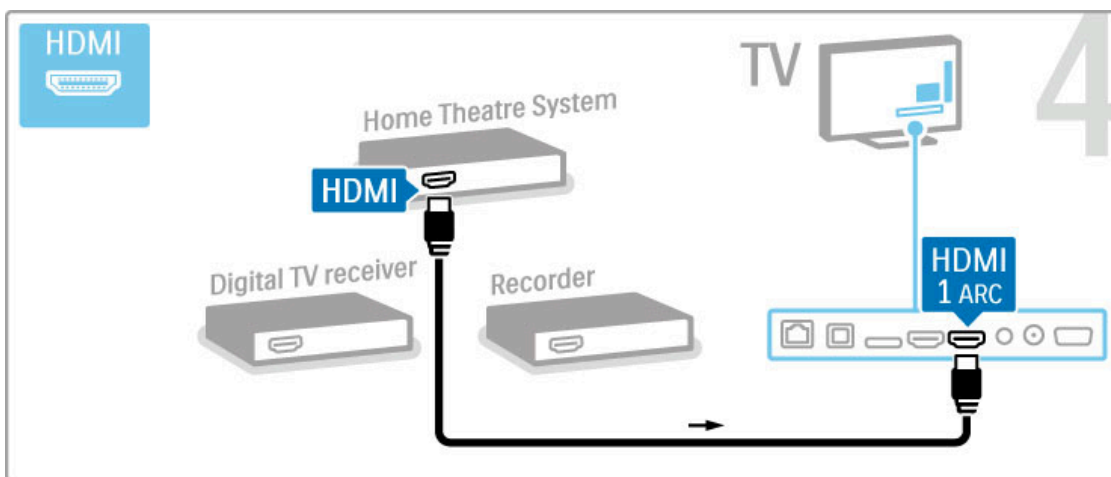 HDMI
TV
4
Home Theatre System
HDMI
Digital TV receiver
Recorder
HDMI
1 ARC